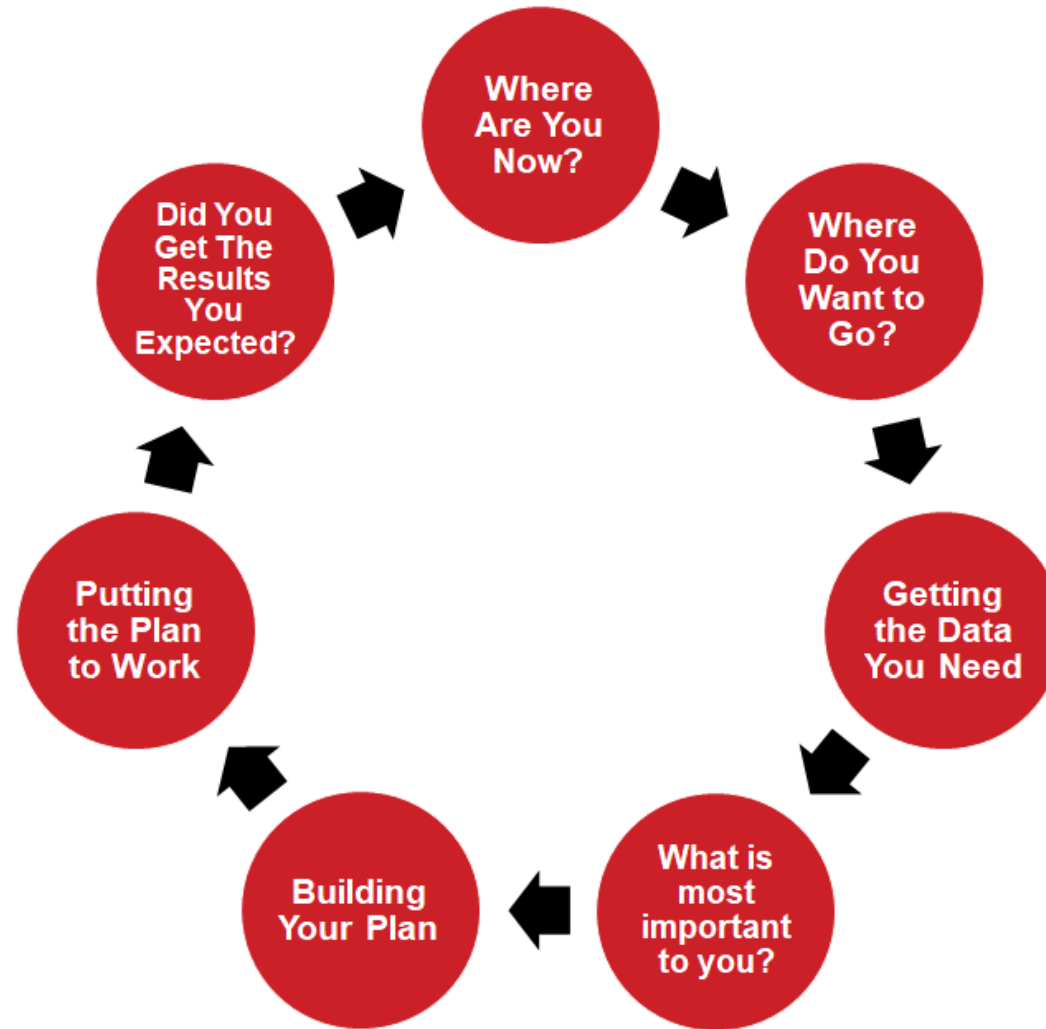 Where
Are You
Now?
Where
Do You
Want to
Go?
Getting
the Data
You Need
What is
most
important
to you?
Building
Your Plan
Putting
the Plan
to Work
Did You
Get The
Results
You
Expected?